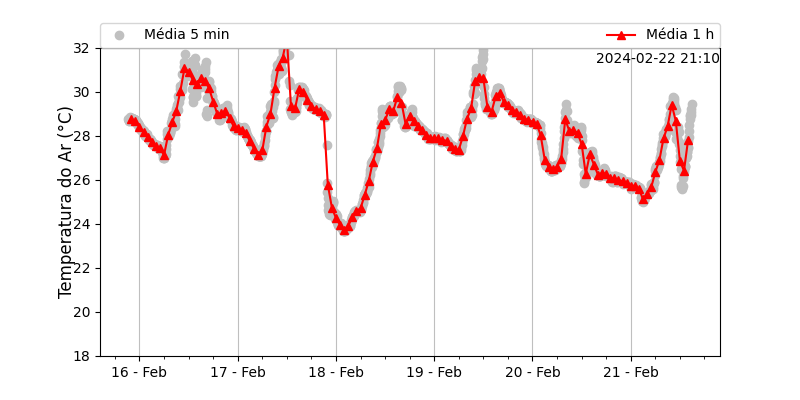 Média 5 min
Média 1 h
2024-02-22 21:10
Temperatura do Ar (°C)
32
30
28
26
24
22
20
18
16 - Feb
17 - Feb
18 - Feb
19 - Feb
20 - Feb
21 - Feb